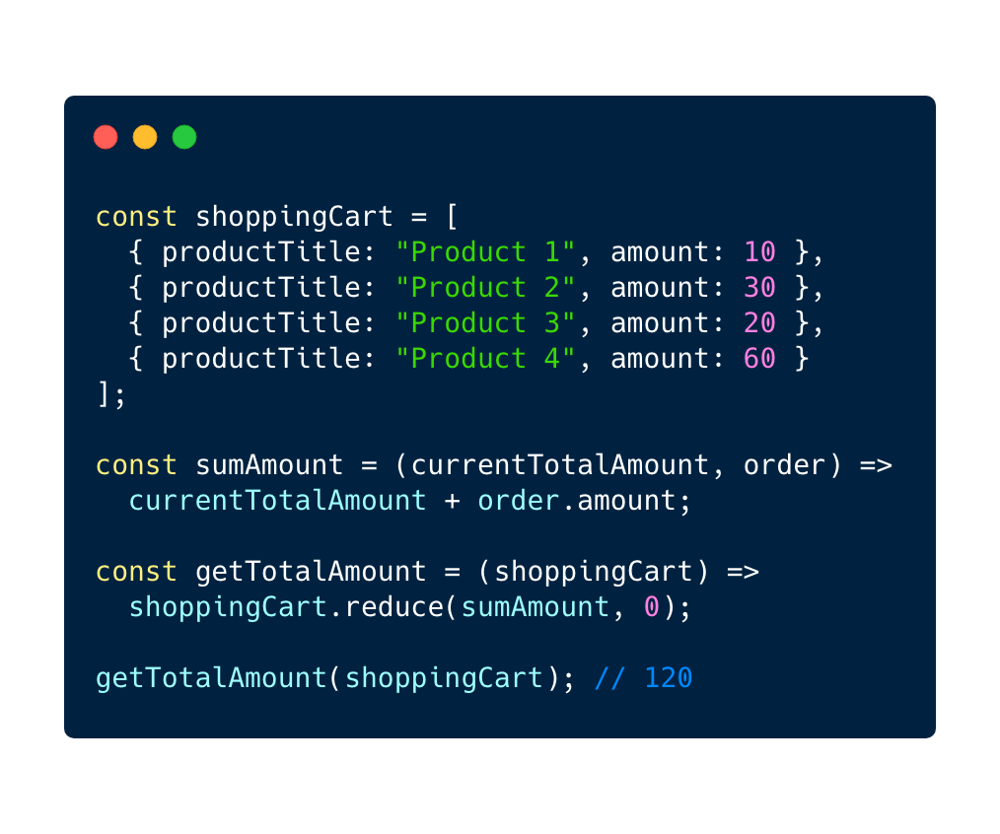 const shoppingCart = [
  { productTitle: "Product 1", amount: 10 },
  { productTitle: "Product 2", amount: 30 },
  { productTitle: "Product 3", amount: 20 },
  { productTitle: "Product 4", amount: 60 }
];

const sumAmount = (currentTotalAmount, order) =>
  currentTotalAmount + order.amount;

const getTotalAmount = (shoppingCart) =>
  shoppingCart.reduce(sumAmount, 0);

getTotalAmount(shoppingCart); // 120